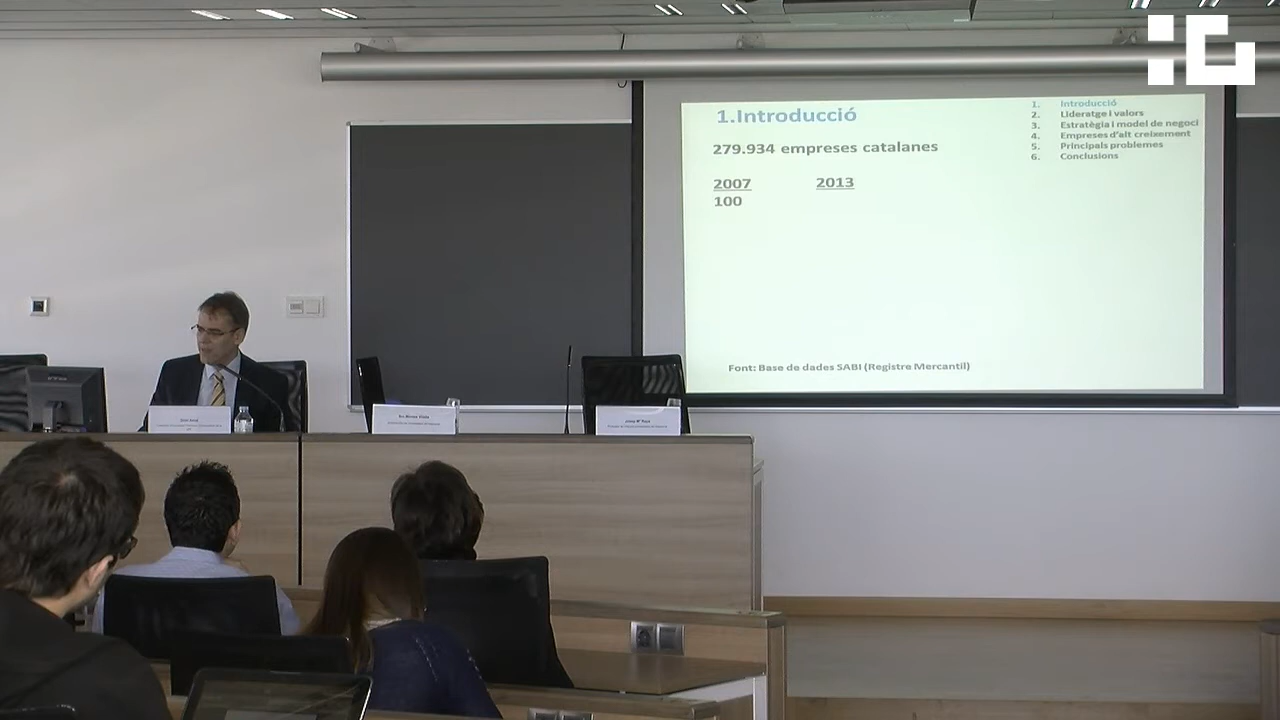 1.Introducció
279.934 empreses catalanes
2007 2013
100
Font: Base de dades SABI (Registre Mercantil)
1. Introducció
2. Lideratge i valors
3. Estratègia i model de negoci
4. Empreses d'alt creixement
5. Principals problemes
6. Conclusions